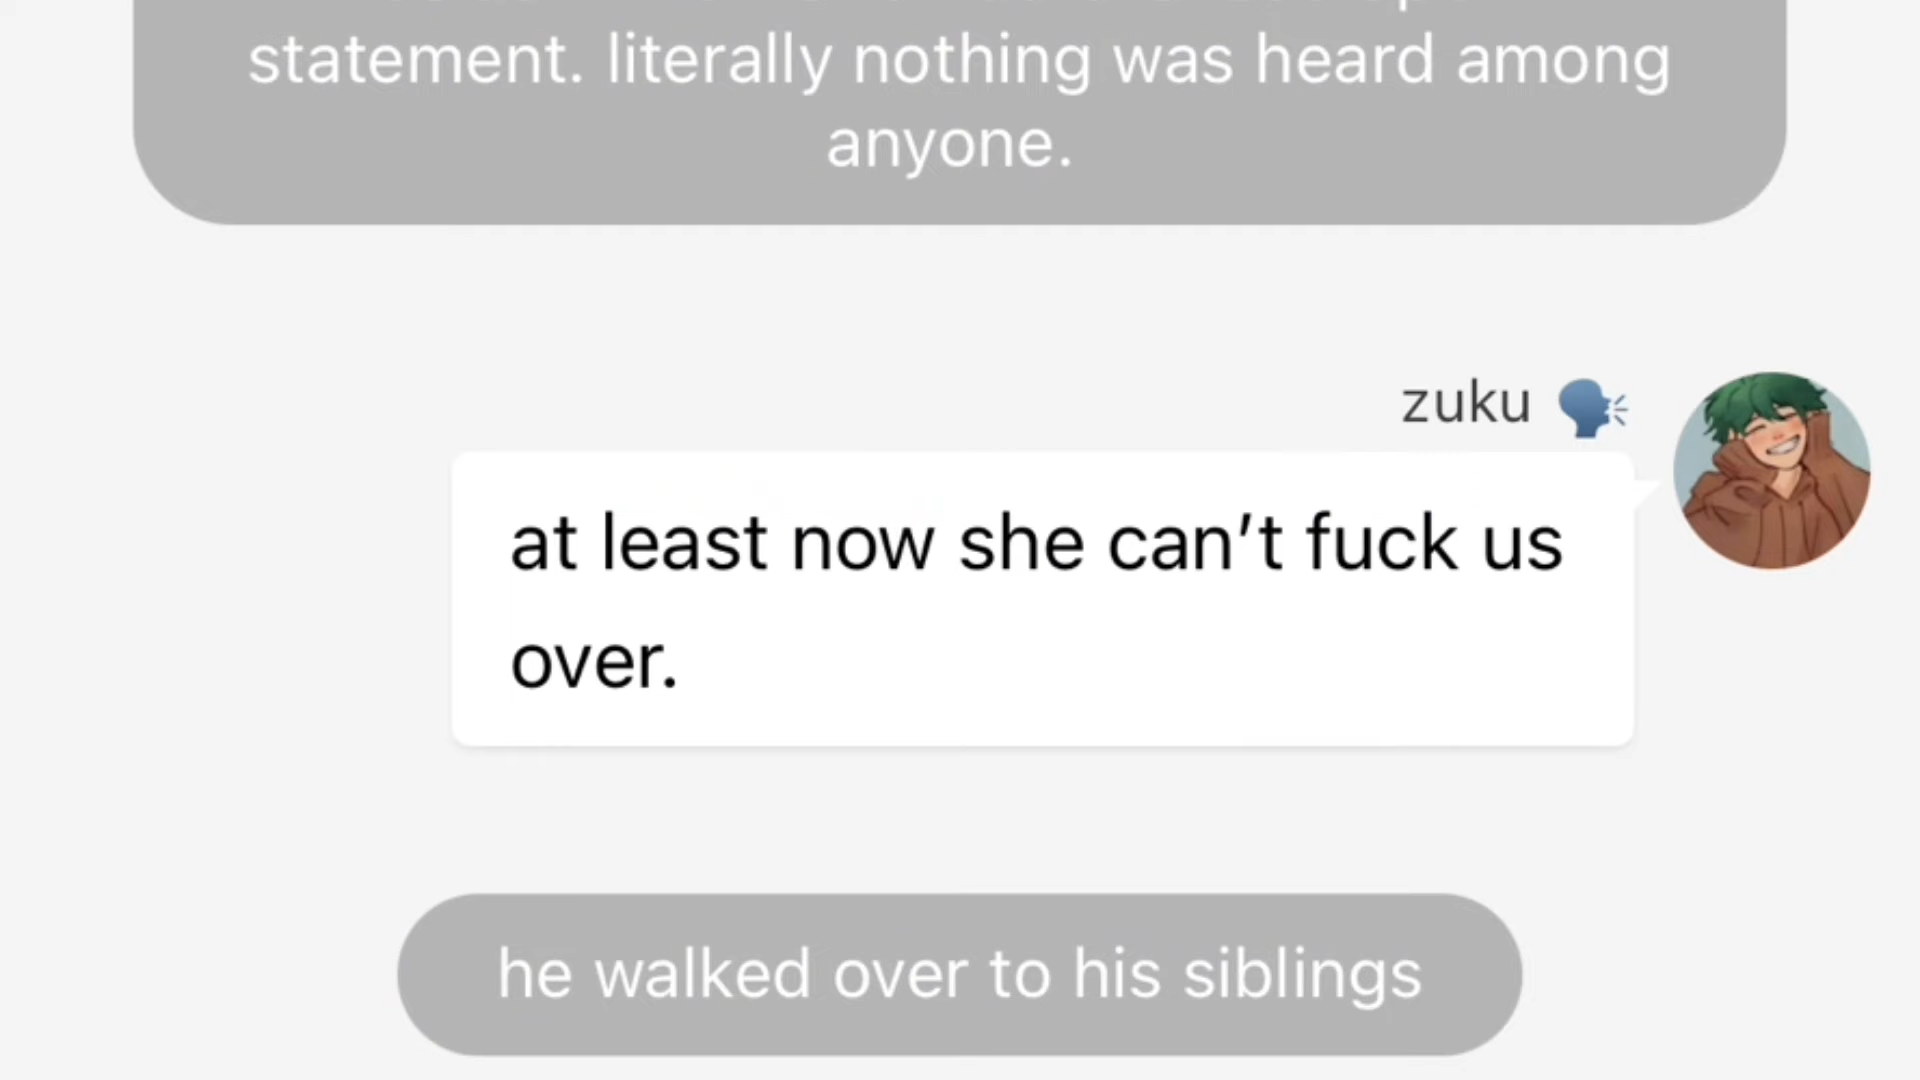 statement. literally nothing was heard among
anyone.
zuku 🗣️
at least now she can’t fuck us
over.
he walked over to his siblings